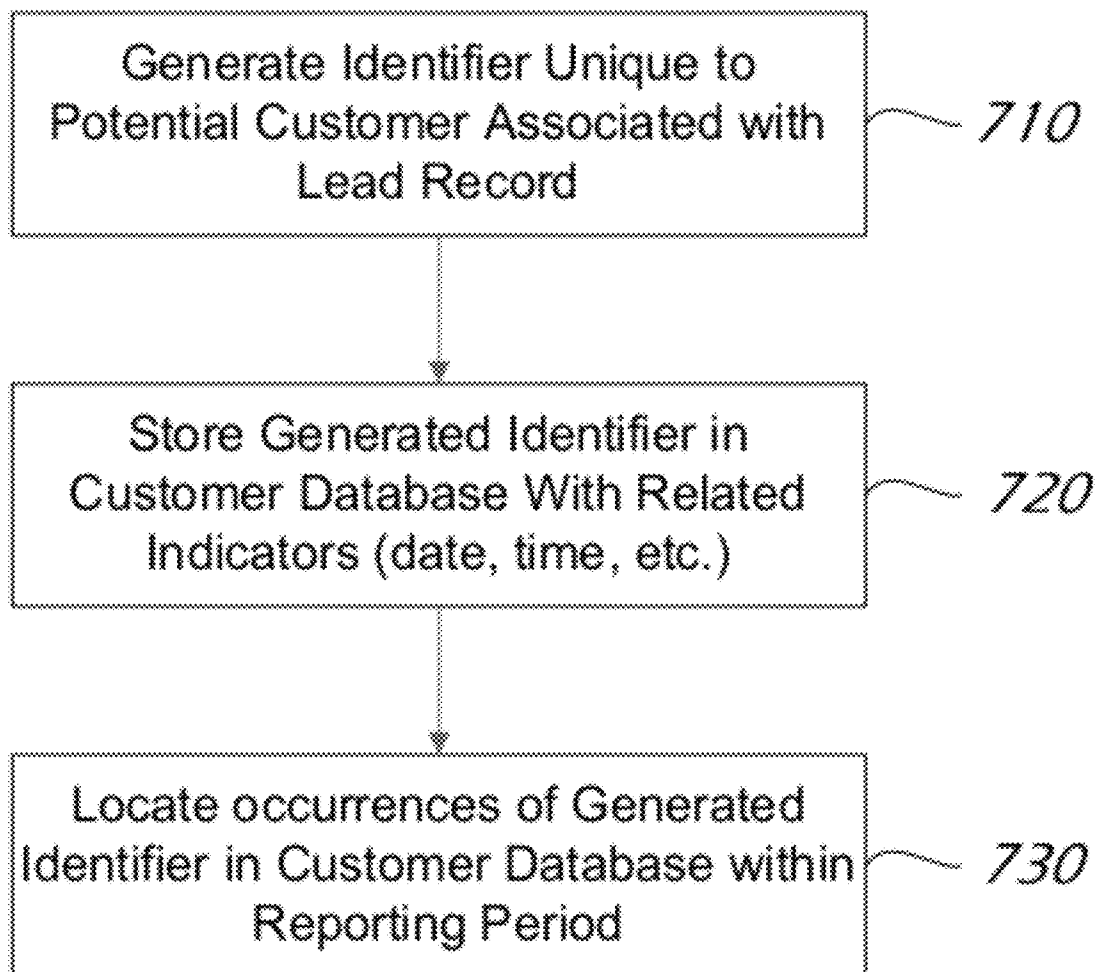 Generate Identifier Unique to
Potential Customer Associated with
Lead Record
710
Store Generated Identifier in
Customer Database With Related
Indicators (date, time, etc.)
720
Locate occurrences of Generated
Identifier in Customer Database within
Reporting Period
730